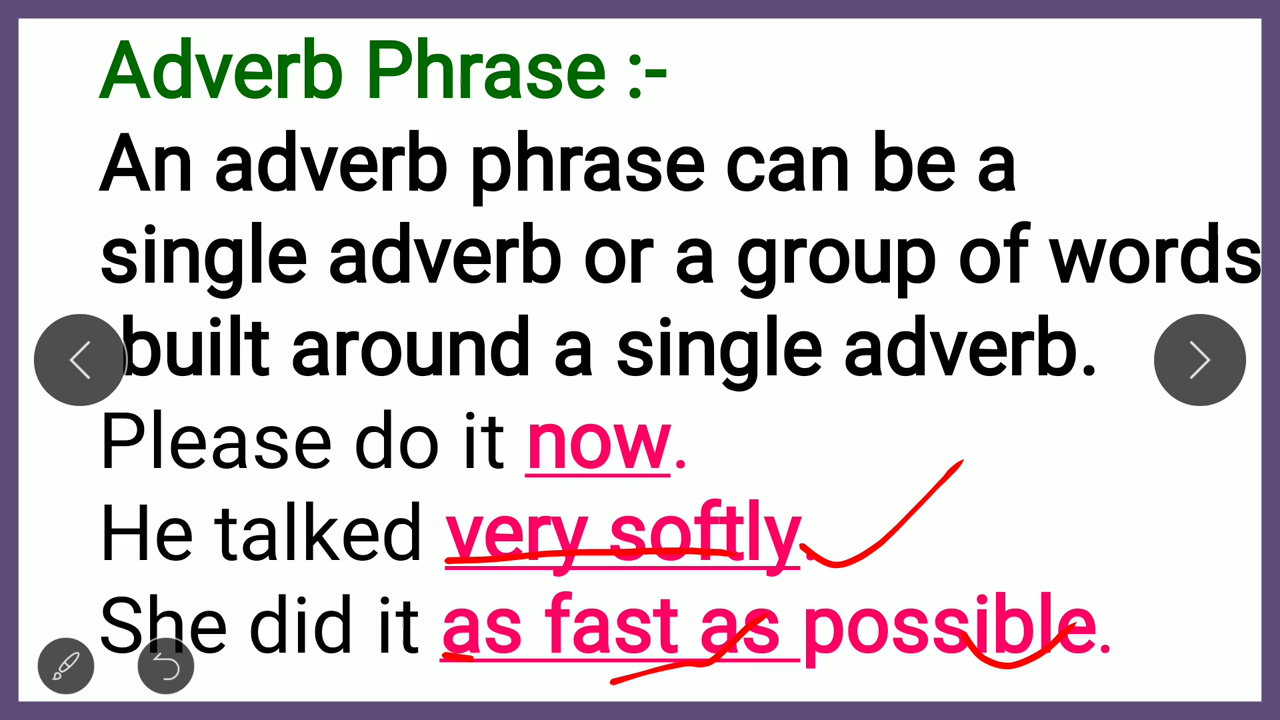 Adverb Phrase :-
An adverb phrase can be a
single adverb or a group of words
built around a single adverb.
Please do it now.
He talked very softly.
She did it as fast as possible.